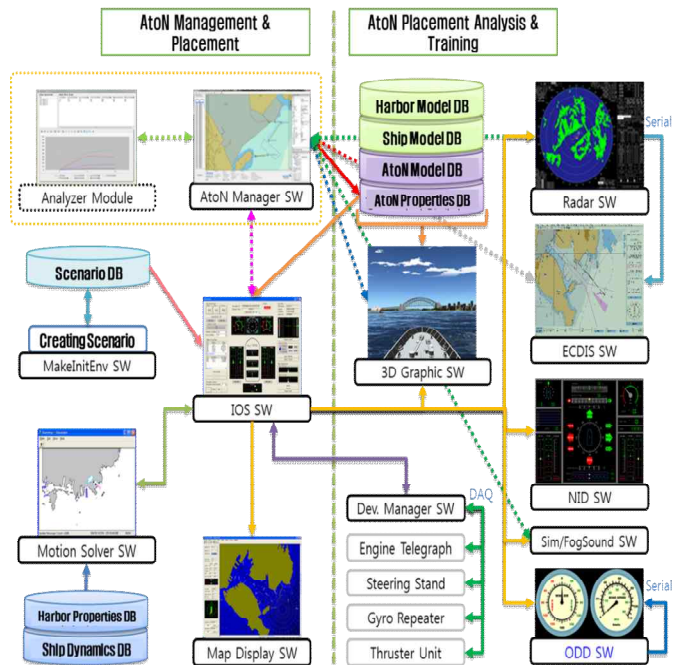 AtoN Management &
Placement
AtoN Placement Analysis &
Training
Harbor Model DB
Ship Model DB
AtoN Model DB
AtoN Properties DB
Serial
Analyzer Module
AtoN Manager SW
Radar SW
Scenario DB
Creating Scenario
MakeInitEnv SW
3D Graphic SW
ECDIS SW
IOS SW
NID SW
DAQ
Dev. Manager SW
Motion Solver SW
Engine Telegraph
Sim/FogSound SW
Steering Stand
Gyro Repeater
Serial
Harbor Properties DB
Ship Dynamics DB
Map Display SW
Thruster Unit
ODD SW